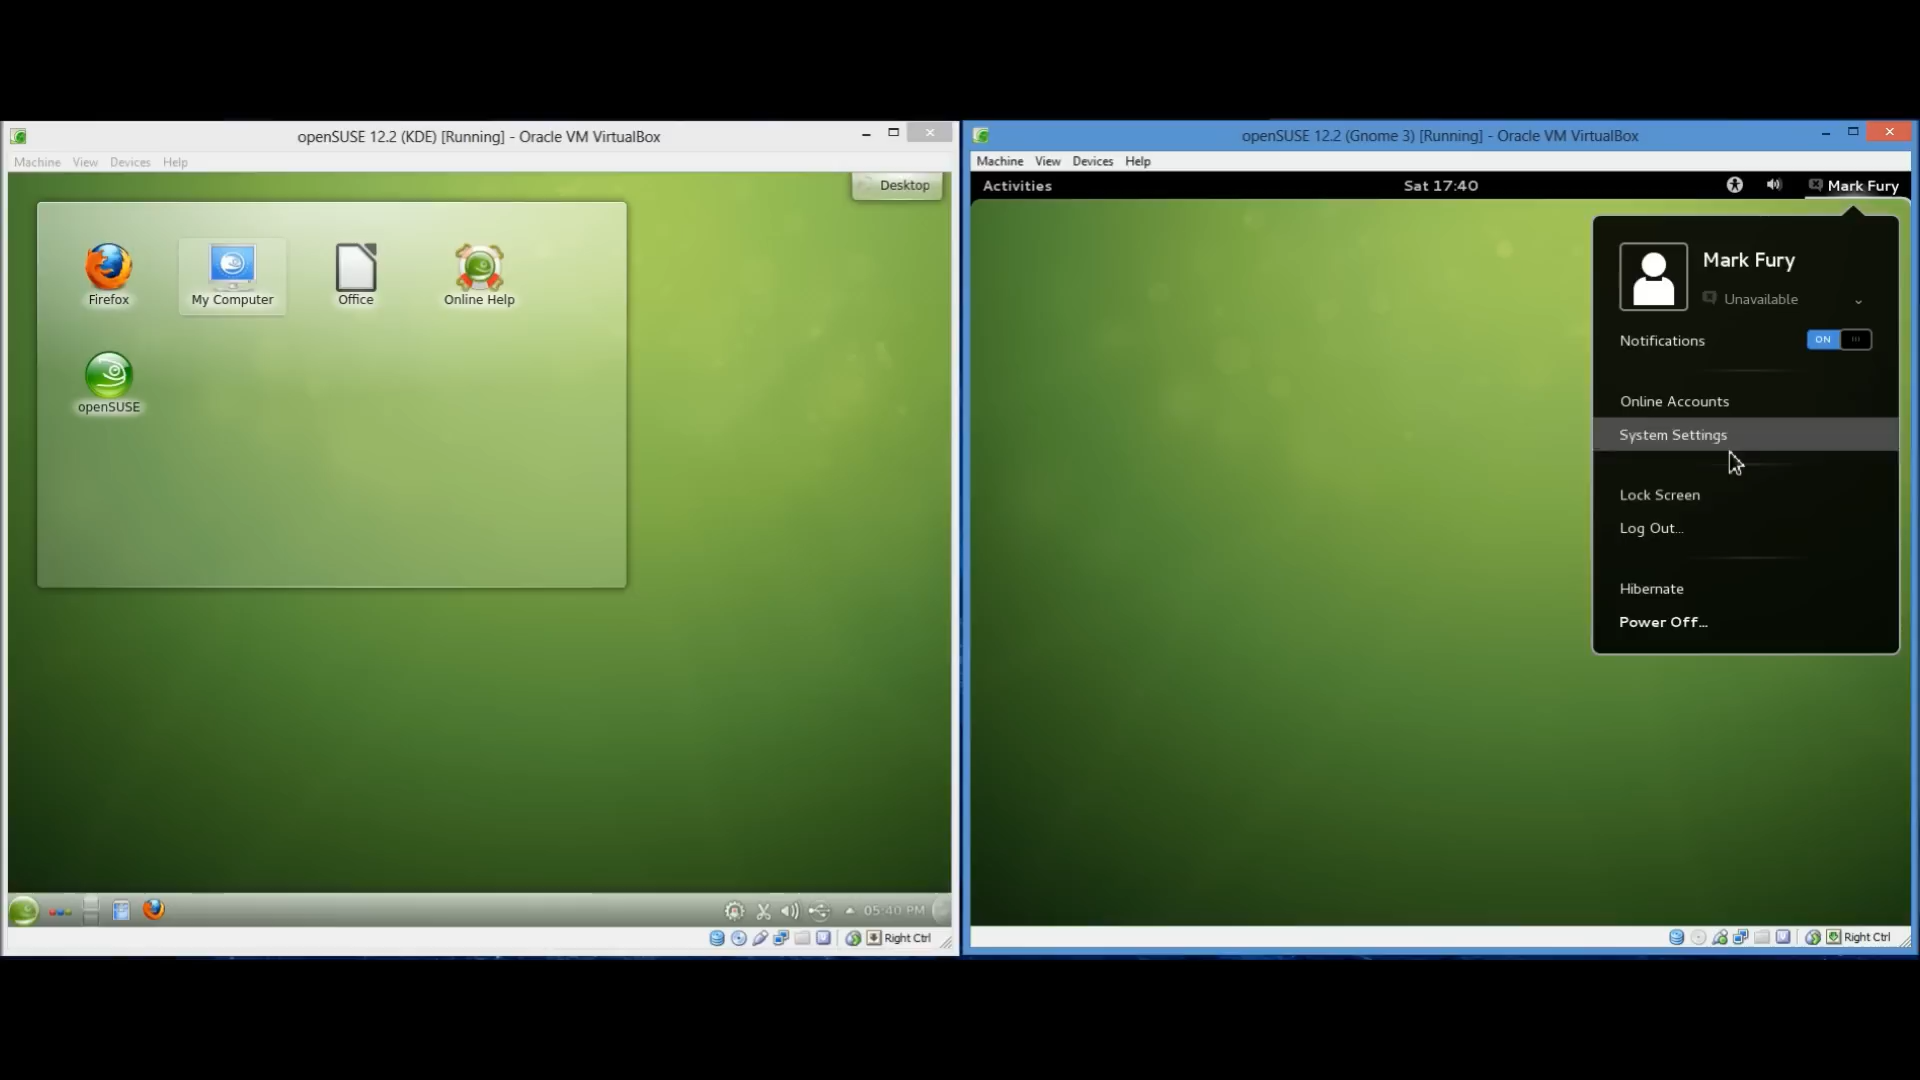 openSUSE 12.2 (KDE) [Running] - Oracle VM VirtualBox
Machine View Devices Help
Desktop
Firefox
My Computer
Office
Online Help
openSUSE
05:40 PM
Right Ctrl
openSUSE 12.2 (Gnome 3) [Running] - Oracle VM VirtualBox
Machine View Devices Help
Activities
Sat 17:40
Mark Fury
Mark Fury
Unavailable
Notifications
ON
Online Accounts
System Settings
Lock Screen
Log Out...
Hibernate
Power Off...
Right Ctrl